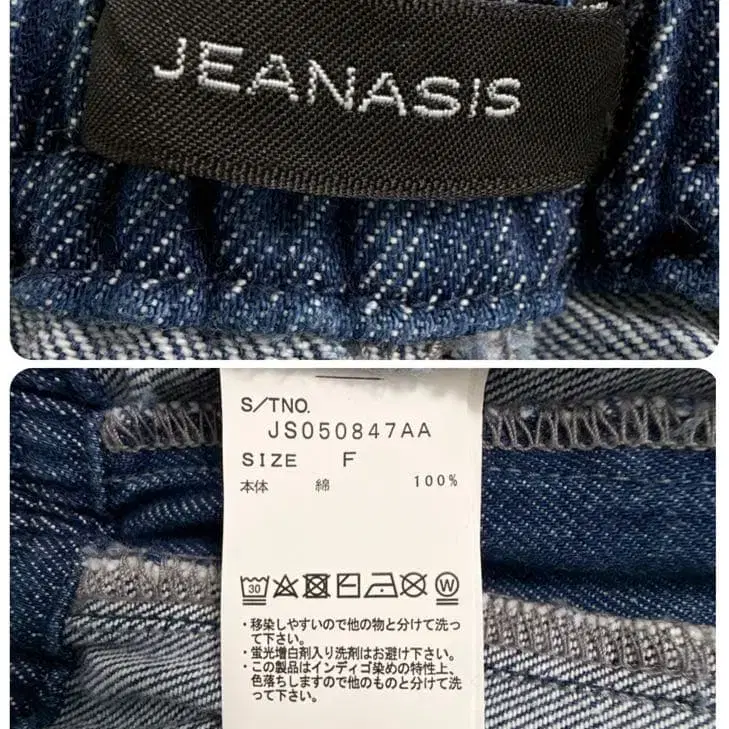 JEANASIS
S/TNO.
JS050847AA
SIZE F
本体 綿 100%
30 W
・移染しやすいので他の物と分けて洗っ
て下さい。
・蛍光増白剤入り洗剤はお避け下さい。
・この製品はインディゴ染めの特性上、
色落ちしますので他のものと分けて洗
って下さい。